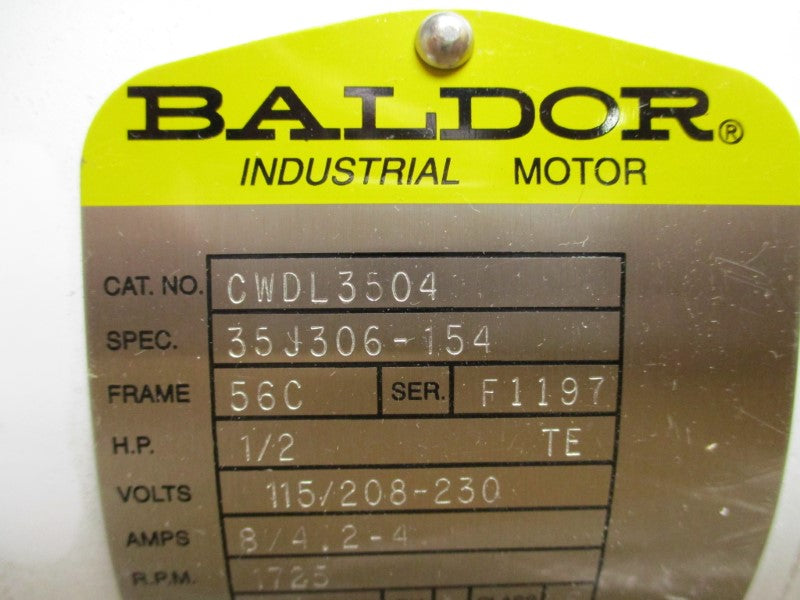 BALDOR®
INDUSTRIAL MOTOR
CAT. NO. CWDL3504
SPEC. 35J306-154
FRAME 56C SER. F1197
H.P. 1/2 TE
VOLTS 115/208-230
AMPS 8/4.2-4
R.P.M. 1725